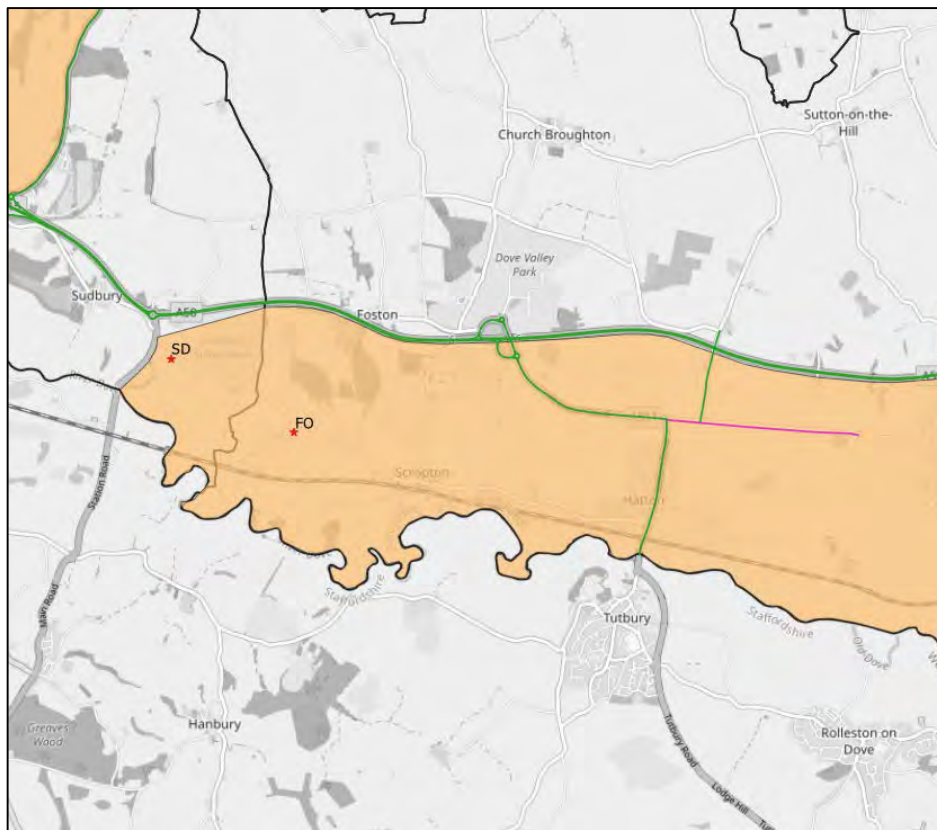 Sutton-on-the-
Hill
Church Broughton
Dove Valley
Park
Sudbury
A50
Foston
SD
FO
Scropton
Hatton
Station Road
Staffordshire
Main Road
Tutbury
Staffordshire
Old Dove
Hanbury
Greaves
Wood
Tutbury Road
Rolleston on
Dove
Lodge Hill